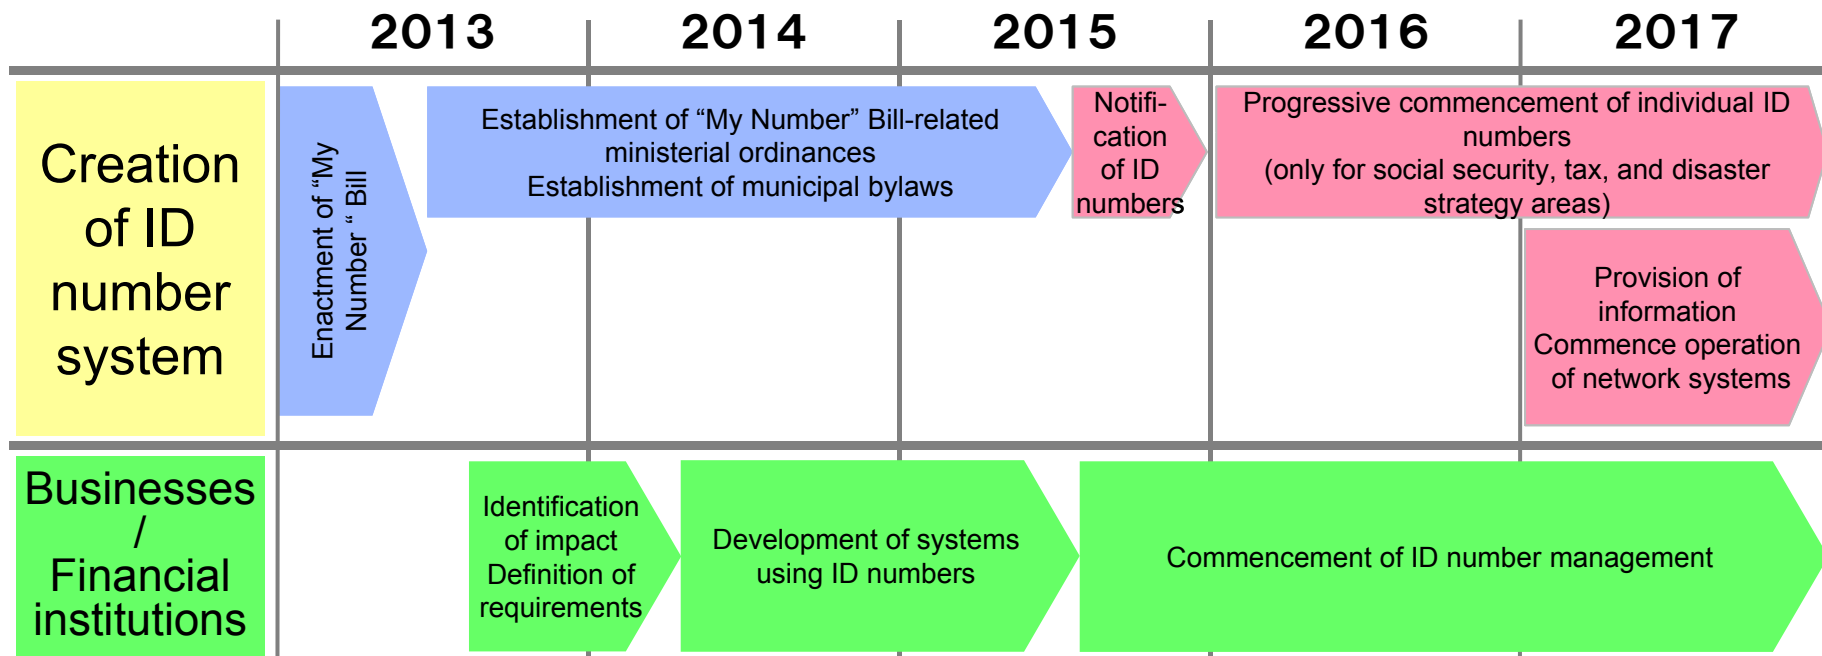 2013 2014 2015 2016 2017
Creation
of ID
number
system
Enactment of “My
Number “ Bill
Establishment of “My Number” Bill-related
ministerial ordinances
Establishment of municipal bylaws
Notifi-
cation
of ID
numbers
Progressive commencement of individual ID
numbers
(only for social security, tax, and disaster
strategy areas)
Provision of
information
Commence operation
of network systems
Businesses
/
Financial
institutions
Identification
of impact
Definition of
requirements
Development of systems
using ID numbers
Commencement of ID number management